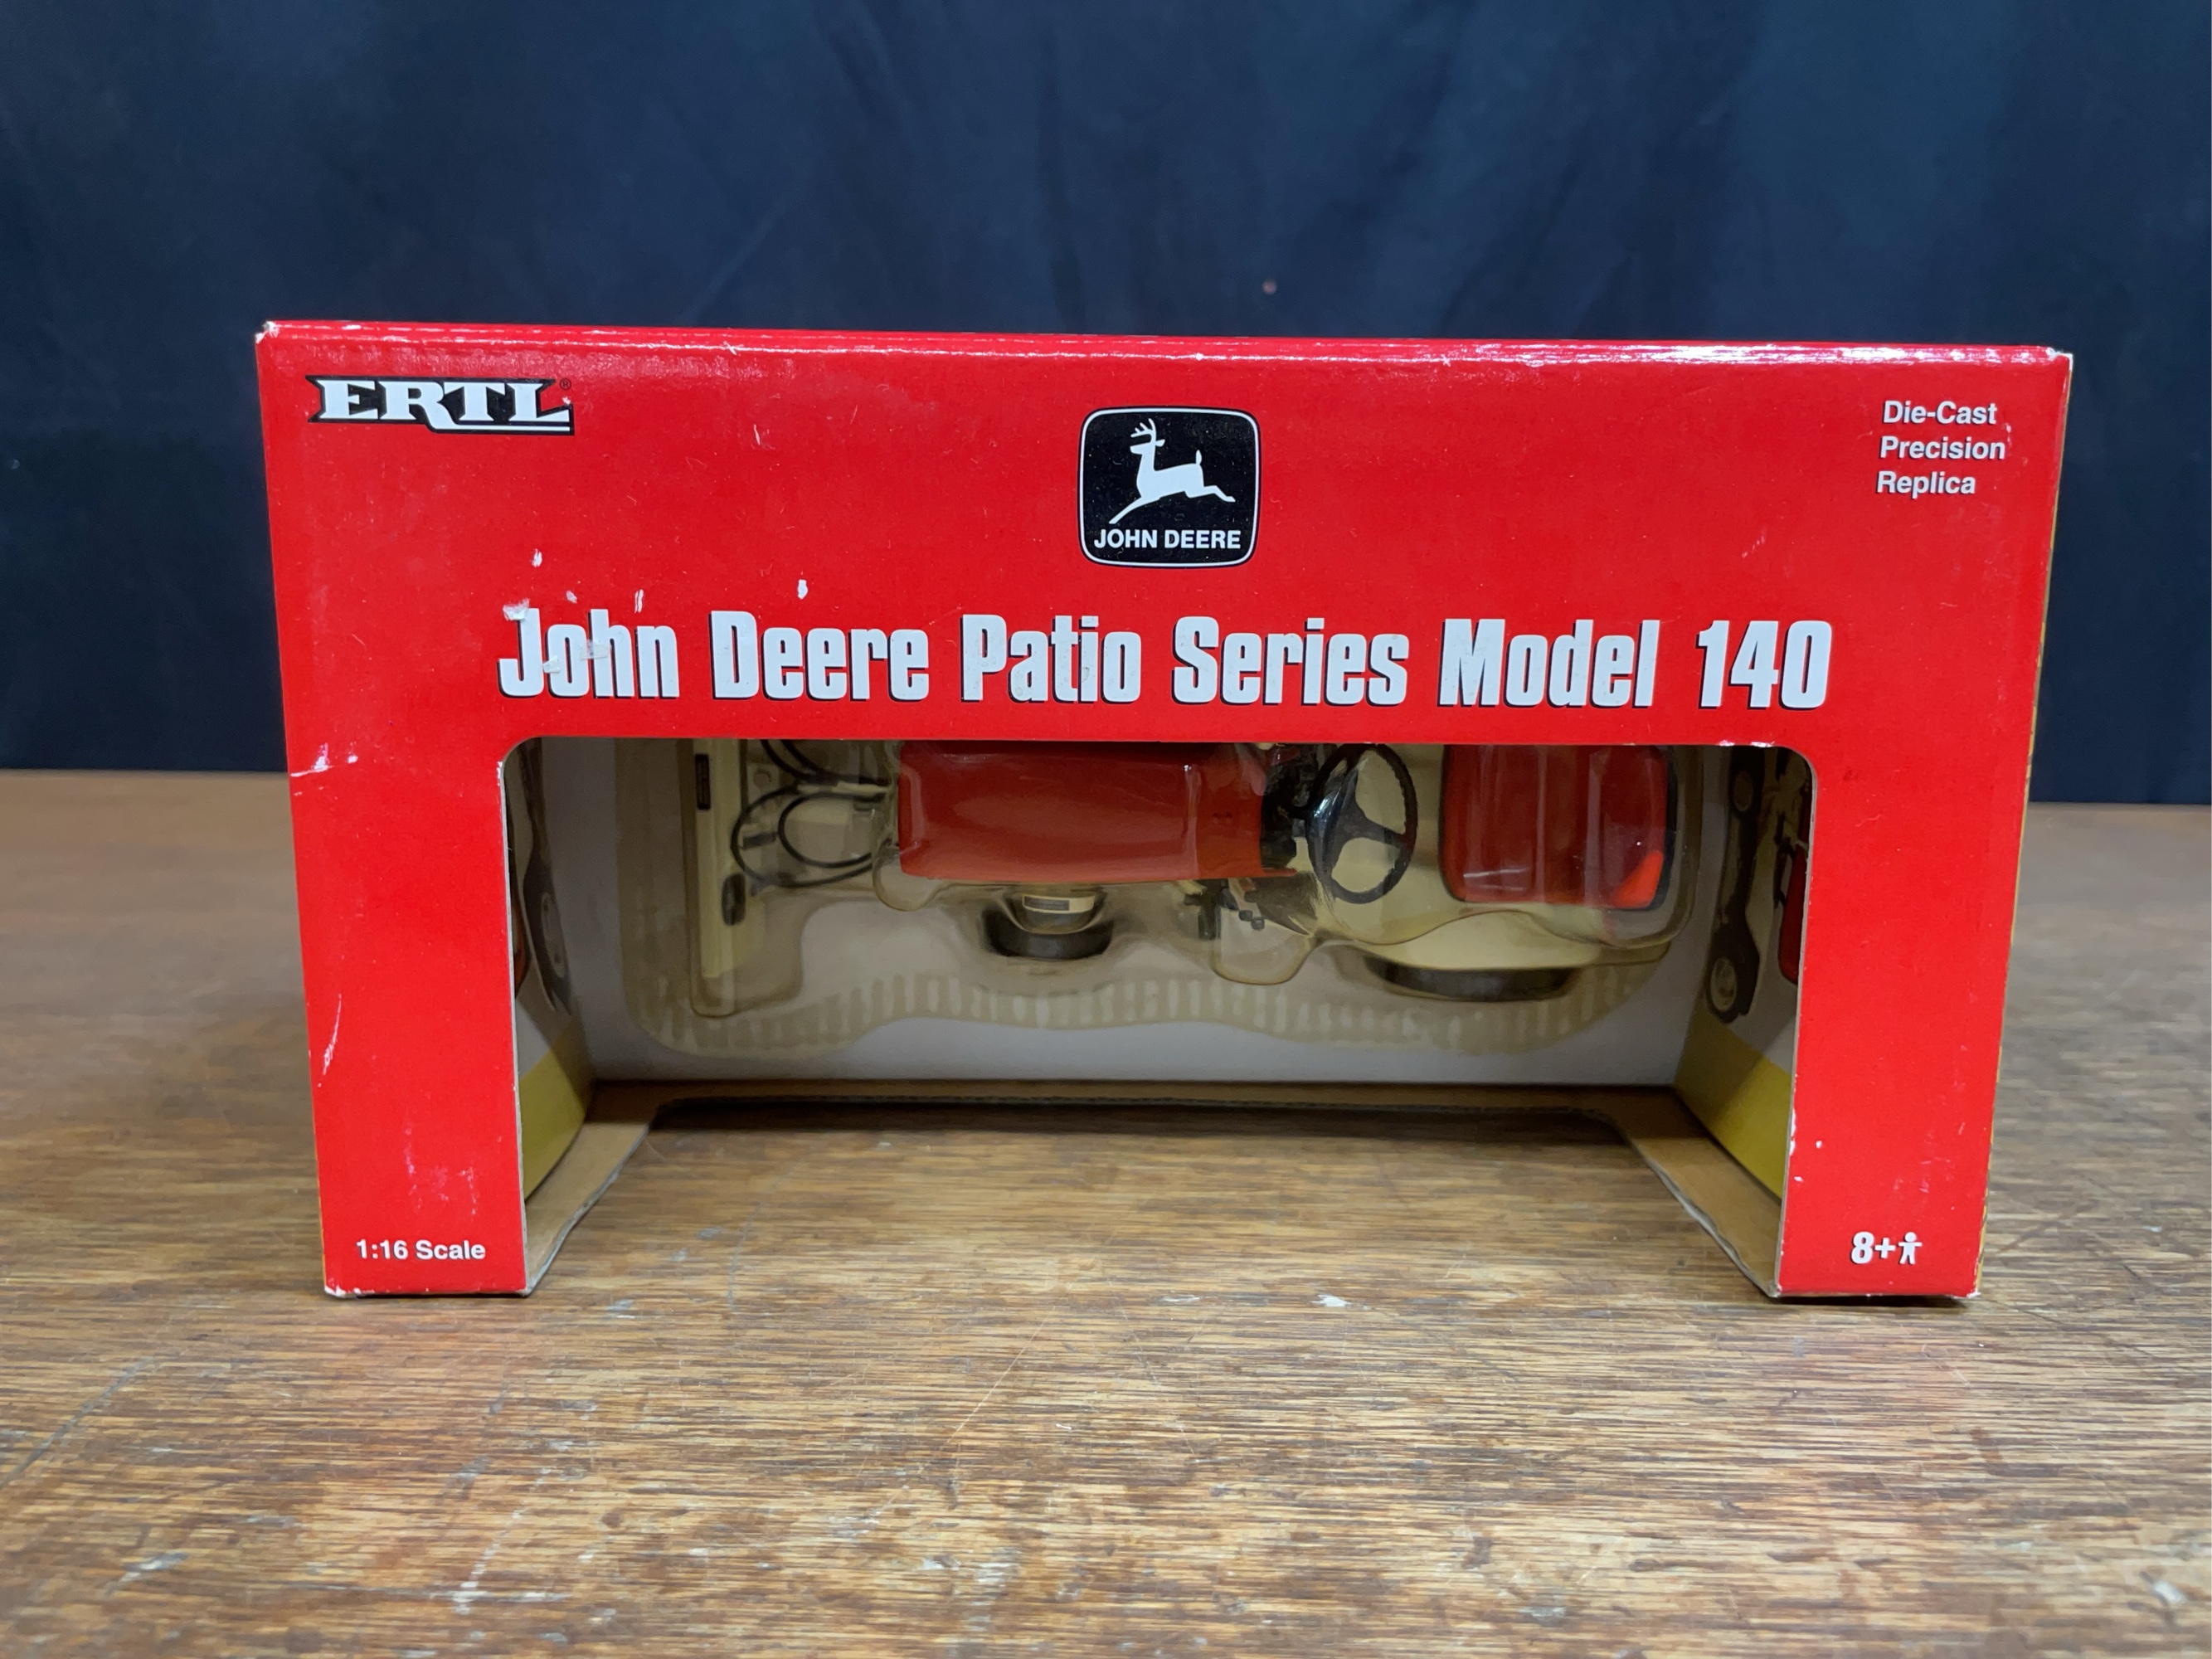 ERTL®
JOHN DEERE
Die-Cast
Precision
Replica
John Deere Patio Series Model 140
1:16 Scale
8+